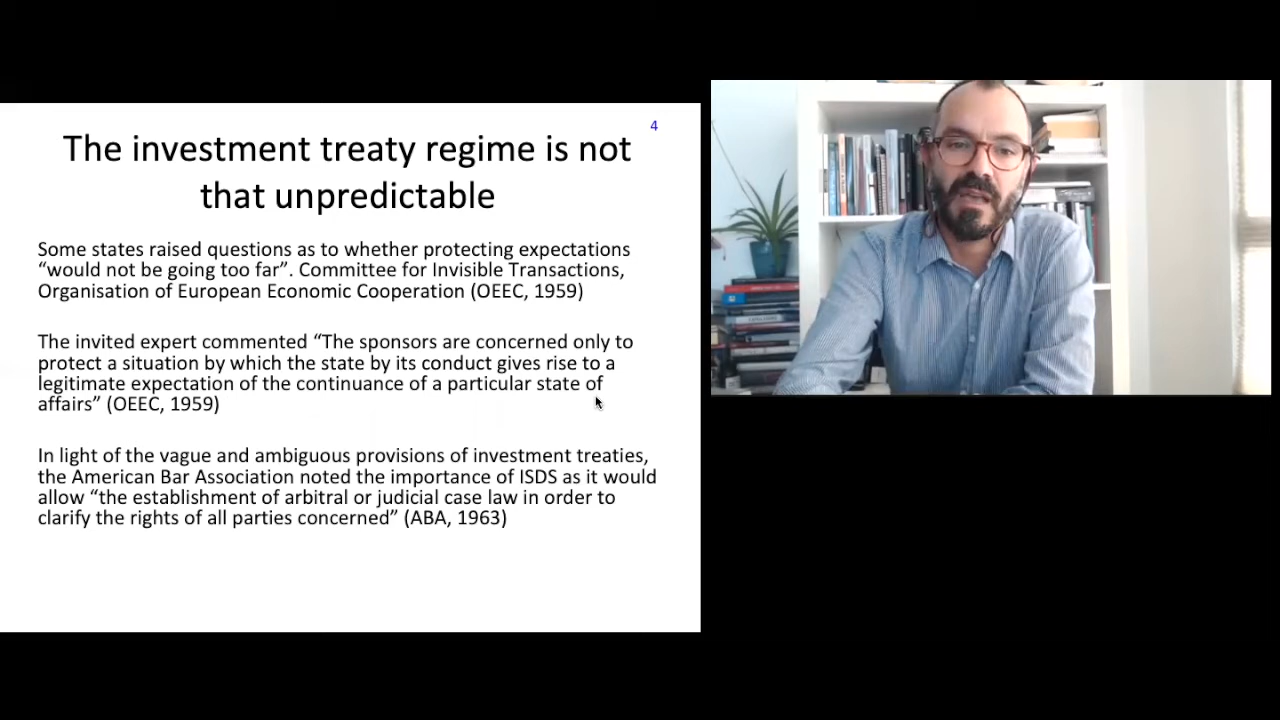 4
The investment treaty regime is not
that unpredictable
Some states raised questions as to whether protecting expectations
“would not be going too far”. Committee for Invisible Transactions,
Organisation of European Economic Cooperation (OEEC, 1959)
The invited expert commented “The sponsors are concerned only to
protect a situation by which the state by its conduct gives rise to a
legitimate expectation of the continuance of a particular state of
affairs” (OEEC, 1959)
In light of the vague and ambiguous provisions of investment treaties,
the American Bar Association noted the importance of ISDS as it would
allow “the establishment of arbitral or judicial case law in order to
clarify the rights of all parties concerned” (ABA, 1963)